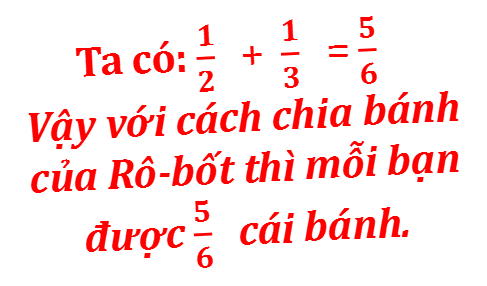 Ta có: 1/2 + 1/3 = 5/6
Vậy với cách chia bánh
của Rô-bốt thì mỗi bạn
được 5/6 cái bánh.